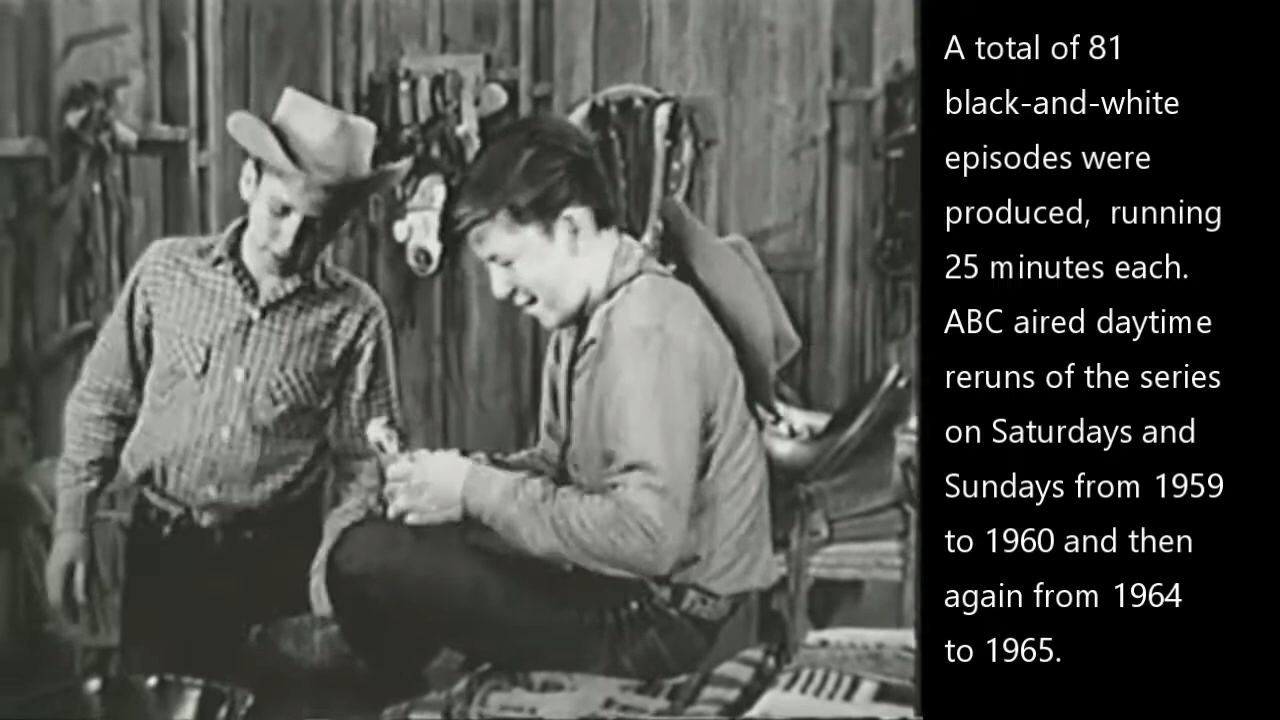 A total of 81
black-and-white
episodes were
produced,  running
25 minutes each.
ABC aired daytime
reruns of the series
on Saturdays and
Sundays from 1959
to 1960 and then
again from 1964
to 1965.